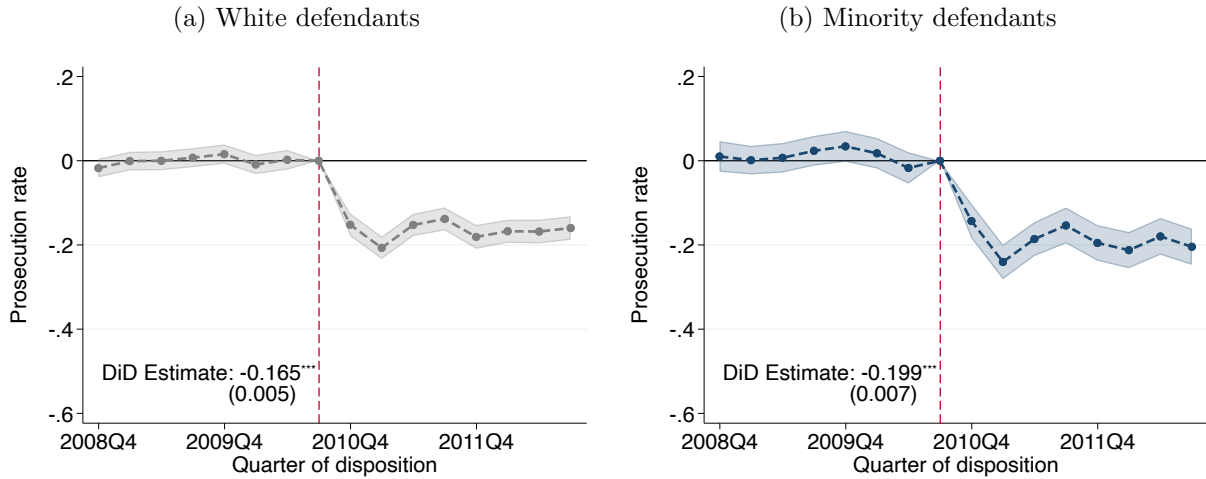 (a) White defendants
.2
0
-.2
-.4
-.6
Prosecution rate
DiD Estimate: -0.165***
(0.005)
2008Q4 2009Q4 2010Q4 2011Q4
Quarter of disposition
(b) Minority defendants
.2
0
-.2
-.4
-.6
Prosecution rate
DiD Estimate: -0.199***
(0.007)
2008Q4 2009Q4 2010Q4 2011Q4
Quarter of disposition